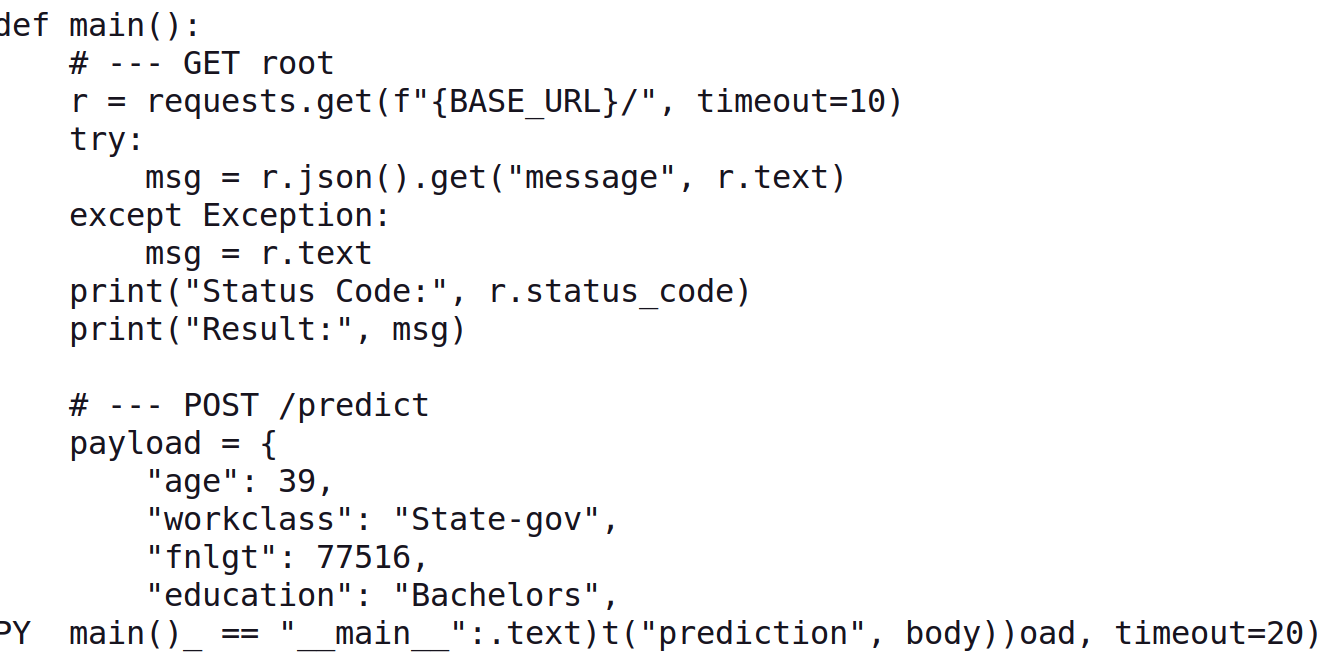 def main():
    # --- GET root
    r = requests.get(f"{BASE_URL}/", timeout=10)
    try:
        msg = r.json().get("message", r.text)
    except Exception:
        msg = r.text
    print("Status Code:", r.status_code)
    print("Result:", msg)

    # --- POST /predict
    payload = {
        "age": 39,
        "workclass": "State-gov",
        "fnlgt": 77516,
        "education": "Bachelors",
PY  main()_ == "__main__":.text)t("prediction", body))oad, timeout=20)